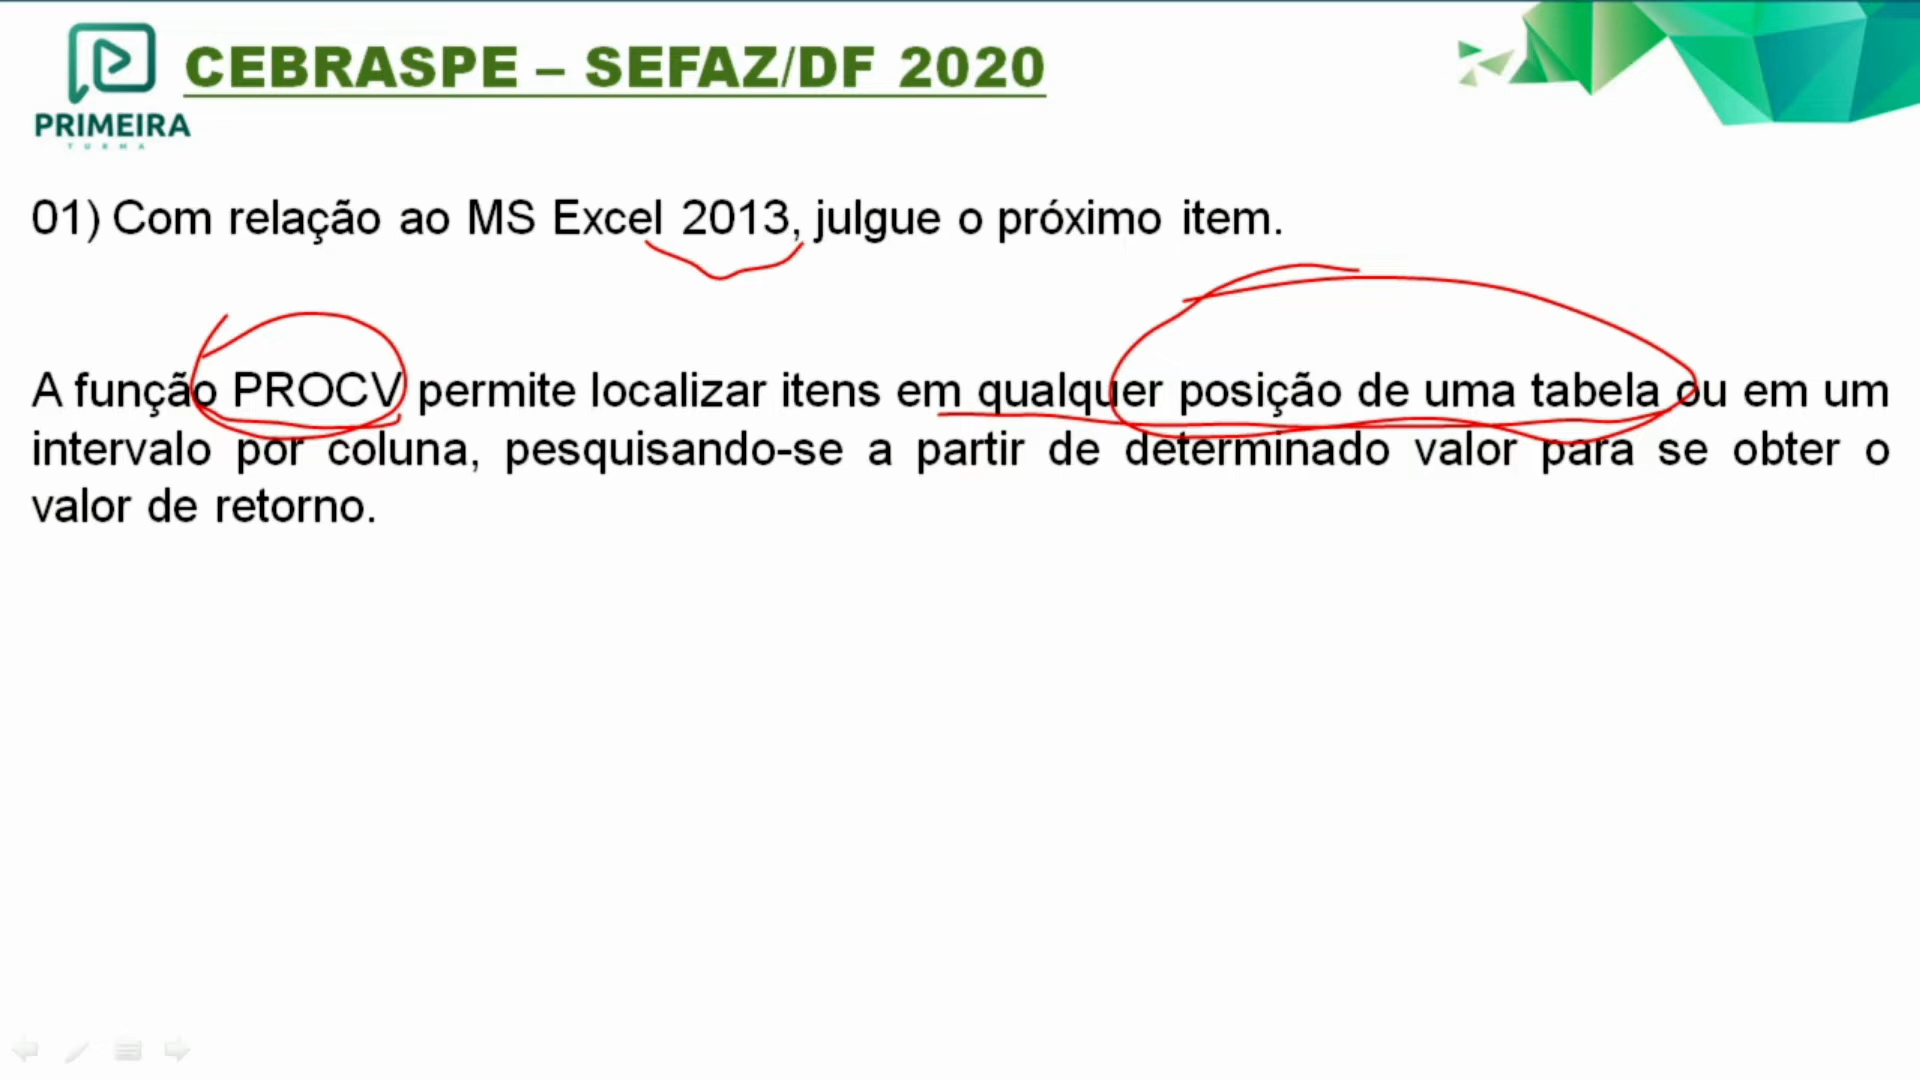 CEBRASPE – SEFAZ/DF 2020
PRIMEIRA
TURMA
01) Com relação ao MS Excel 2013, julgue o próximo item.
A função PROCV permite localizar itens em qualquer posição de uma tabela ou em um
intervalo por coluna, pesquisando-se a partir de determinado valor para se obter o
valor de retorno.